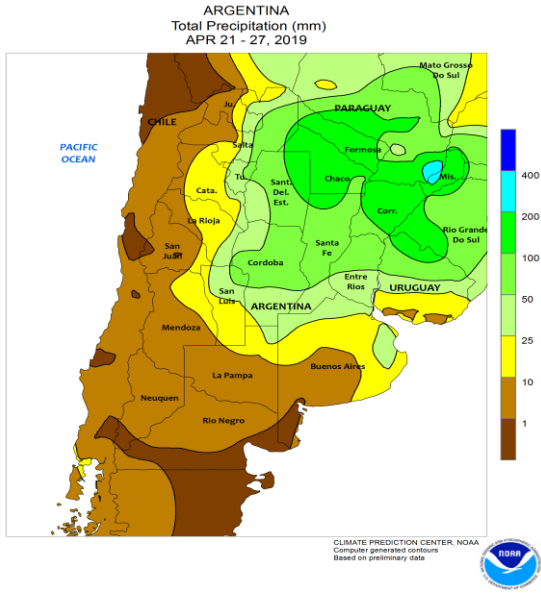 ARGENTINA
Total Precipitation (mm)
APR 21 - 27, 2019
Mato Grosso
Do Sul
Ju.
PARAGUAY
CHILE
PACIFIC
OCEAN
Salta
Formosa
Tu.
Sant.
Del.
Est.
Chaco
Mis.
Cata.
Corr.
La Rioja
Rio Grande
Do Sul
San
Juan
Santa
Fe
Cordoba
Entre
Rios
URUGUAY
San
Luis
ARGENTINA
Mendoza
Buenos Aires
La Pampa
Neuquen
Rio Negro
400
200
100
50
25
10
1
CLIMATE PREDICTION CENTER, NOAA
Computer generated contours
Based on preliminary data
NOAA